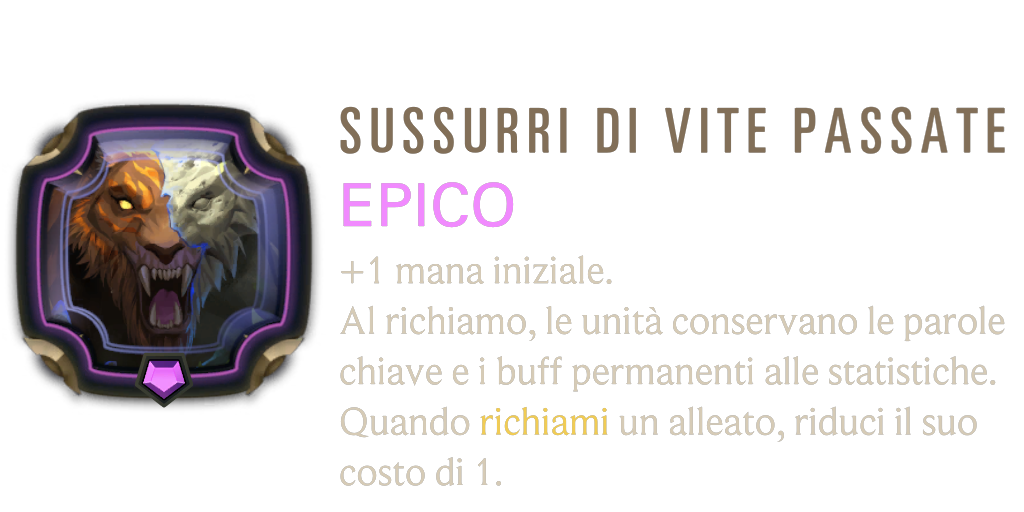 SUSSURRI DI VITE PASSATE
EPICO
+1 mana iniziale.
Al richiamo, le unità conservano le parole
chiave e i buff permanenti alle statistiche.
Quando richiami un alleato, riduci il suo
costo di 1.